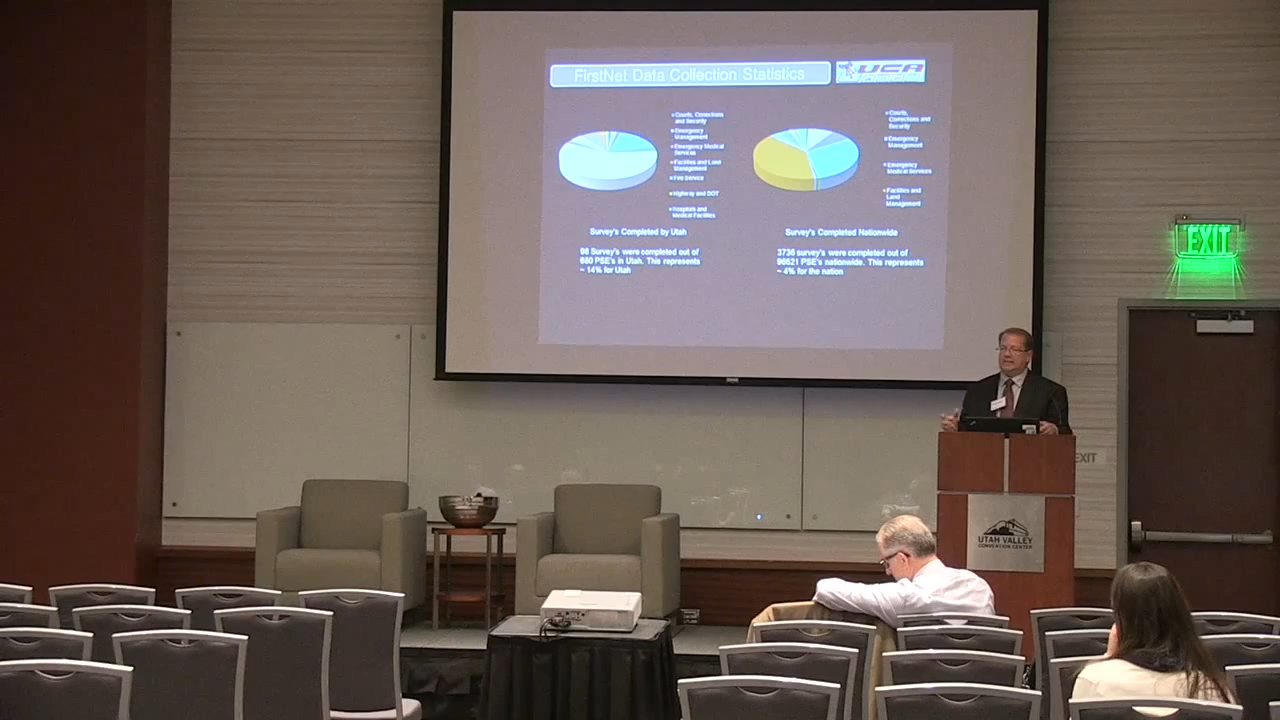 FirstNet Data Collection Statistics
UCA
Courts, Corrections
and Security
Emergency
Management
Emergency Medical
Services
Facilities and Land
Management
Fire Service
Highway and DOT
Hospitals and
Medical Facilities
Courts,
Corrections and
Security
Emergency
Management
Emergency
Medical Services
Facilities and
Land
Management
Survey's Completed by Utah
98 Survey's were completed out of
680 PSE's in Utah. This represents
~ 14% for Utah
Survey's Completed Nationwide
3736 survey's were completed out of
96621 PSE's nationwide. This represents
~ 4% for the nation
EXIT
EXIT
UTAH VALLEY
CONVENTION CENTER